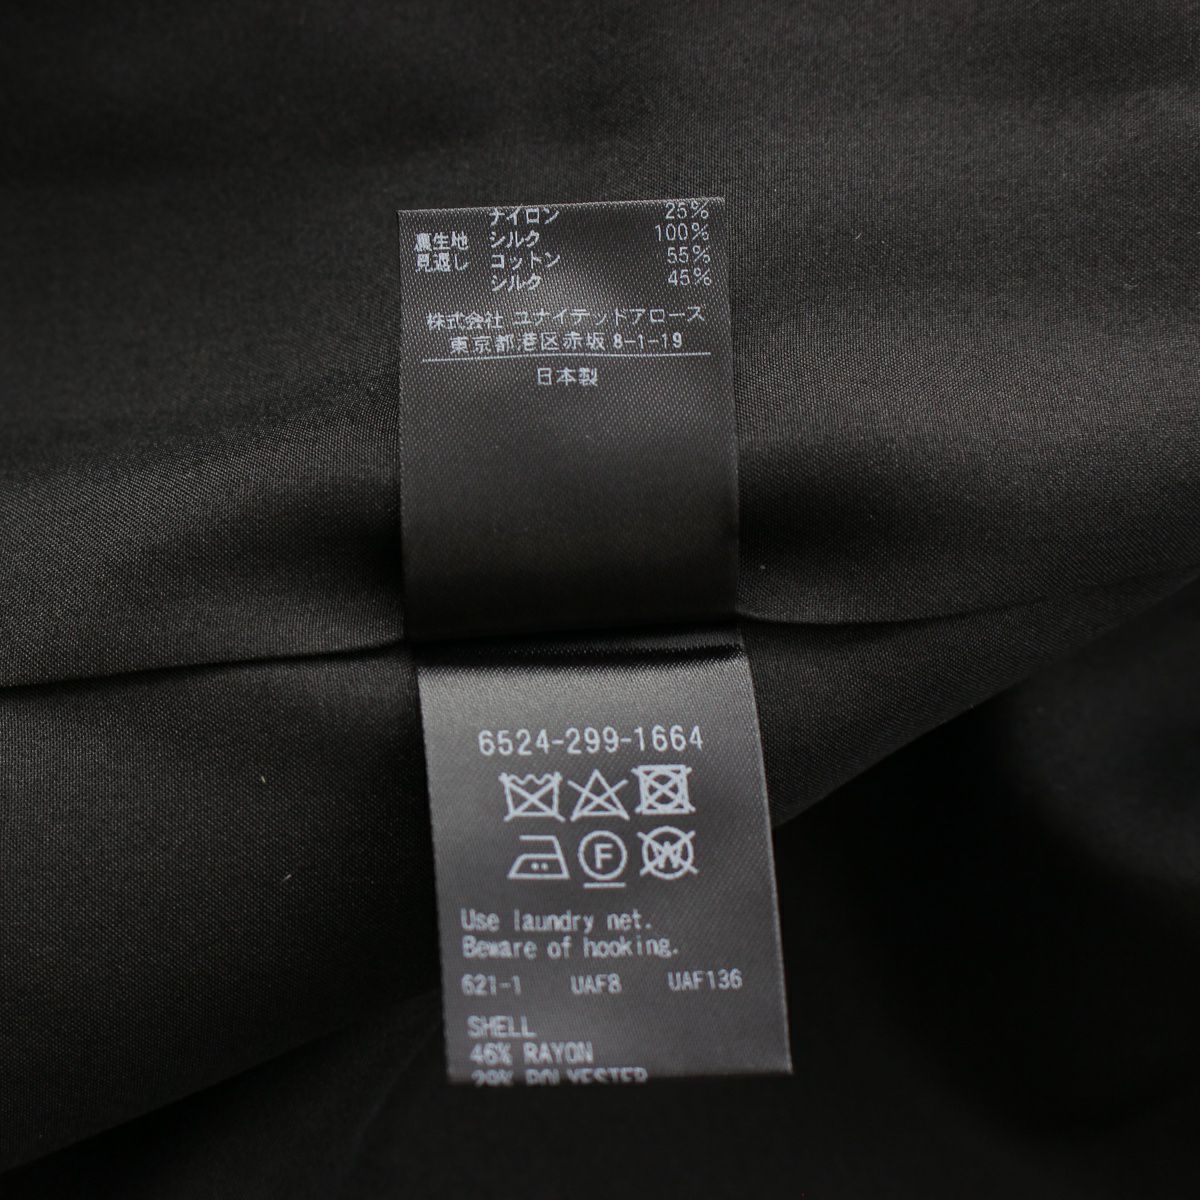 ナイロン 25%
裏生地 シルク 100%
見返し コットン 55%
シルク 45%
株式会社 ユナイテッドアローズ
東京都港区赤坂 8-1-19
日本製
6524-299-1664
F W
Use laundry net.
Beware of hooking.
621-1 UAF8 UAF136
SHELL
46% RAYON
29% POLYESTER